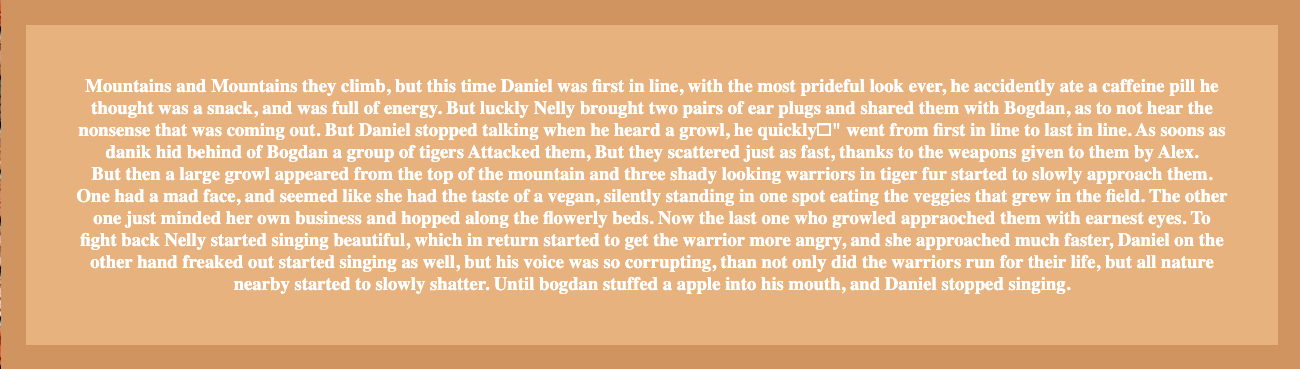 Mountains and Mountains they climb, but this time Daniel was first in line, with the most prideful look ever, he accidently ate a caffeine pill he
thought was a snack, and was full of energy. But luckly Nelly brought two pairs of ear plugs and shared them with Bogdan, as to not hear the
nonsense that was coming out. But Daniel stopped talking when he heard a growl, he quickly□" went from first in line to last in line. As soons as
danik hid behind of Bogdan a group of tigers Attacked them, But they scattered just as fast, thanks to the weapons given to them by Alex.
But then a large growl appeared from the top of the mountain and three shady looking warriors in tiger fur started to slowly approach them.
One had a mad face, and seemed like she had the taste of a vegan, silently standing in one spot eating the veggies that grew in the field. The other
one just minded her own business and hopped along the flowerly beds. Now the last one who growled appraoched them with earnest eyes. To
fight back Nelly started singing beautiful, which in return started to get the warrior more angry, and she approached much faster, Daniel on the
other hand freaked out started singing as well, but his voice was so corrupting, than not only did the warriors run for their life, but all nature
nearby started to slowly shatter. Until bogdan stuffed a apple into his mouth, and Daniel stopped singing.